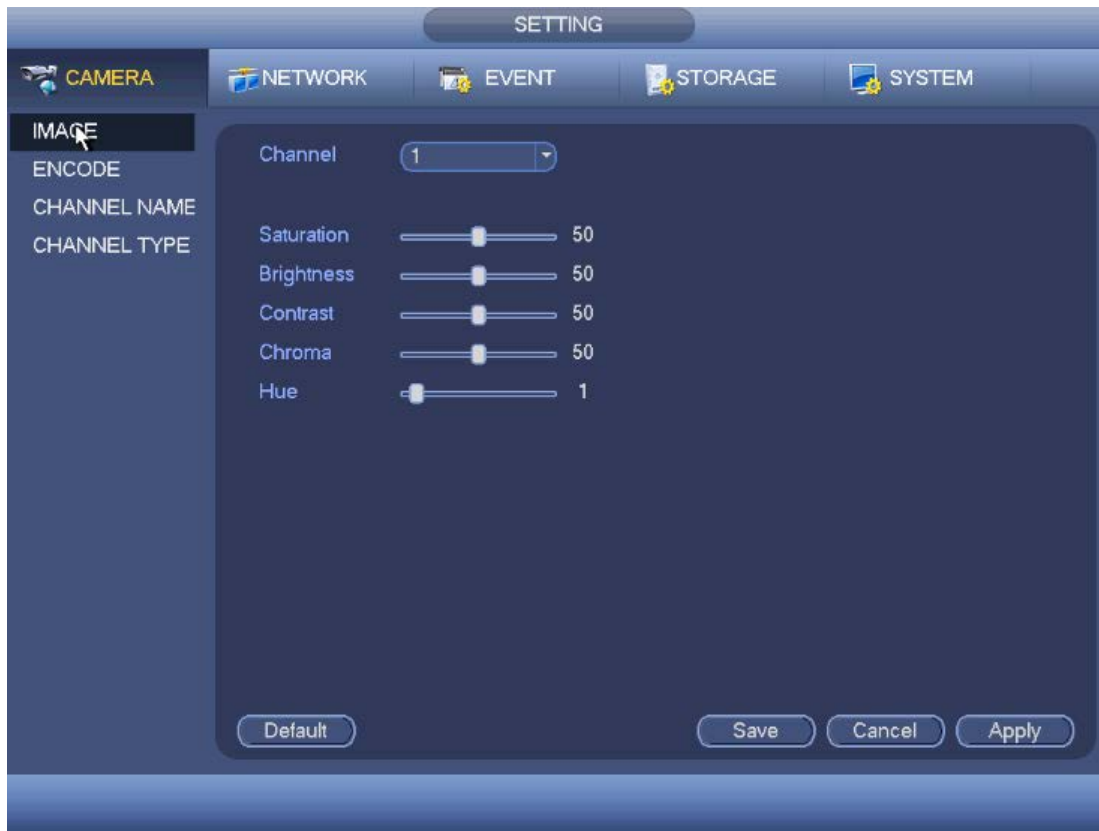 SETTING
CAMERA NETWORK EVENT STORAGE SYSTEM
IMAGE
ENCODE
CHANNEL NAME
CHANNEL TYPE
Channel 1
Saturation 50
Brightness 50
Contrast 50
Chroma 50
Hue 1
Default Save Cancel Apply